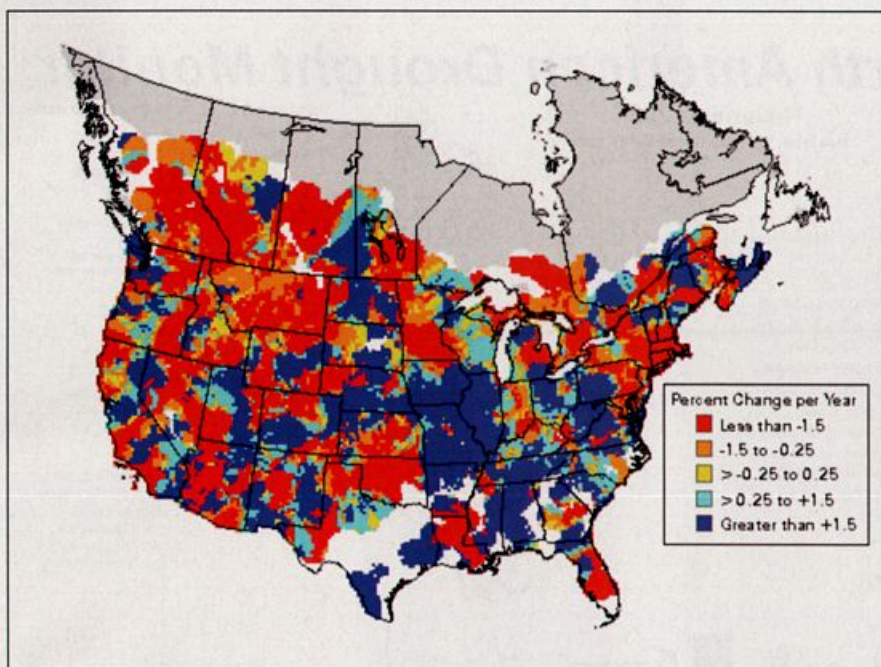 Percent Change per Year
Less than -1.5
-1.5 to -0.25
>-0.25 to 0.25
>0.25 to +1.5
Greater than +1.5